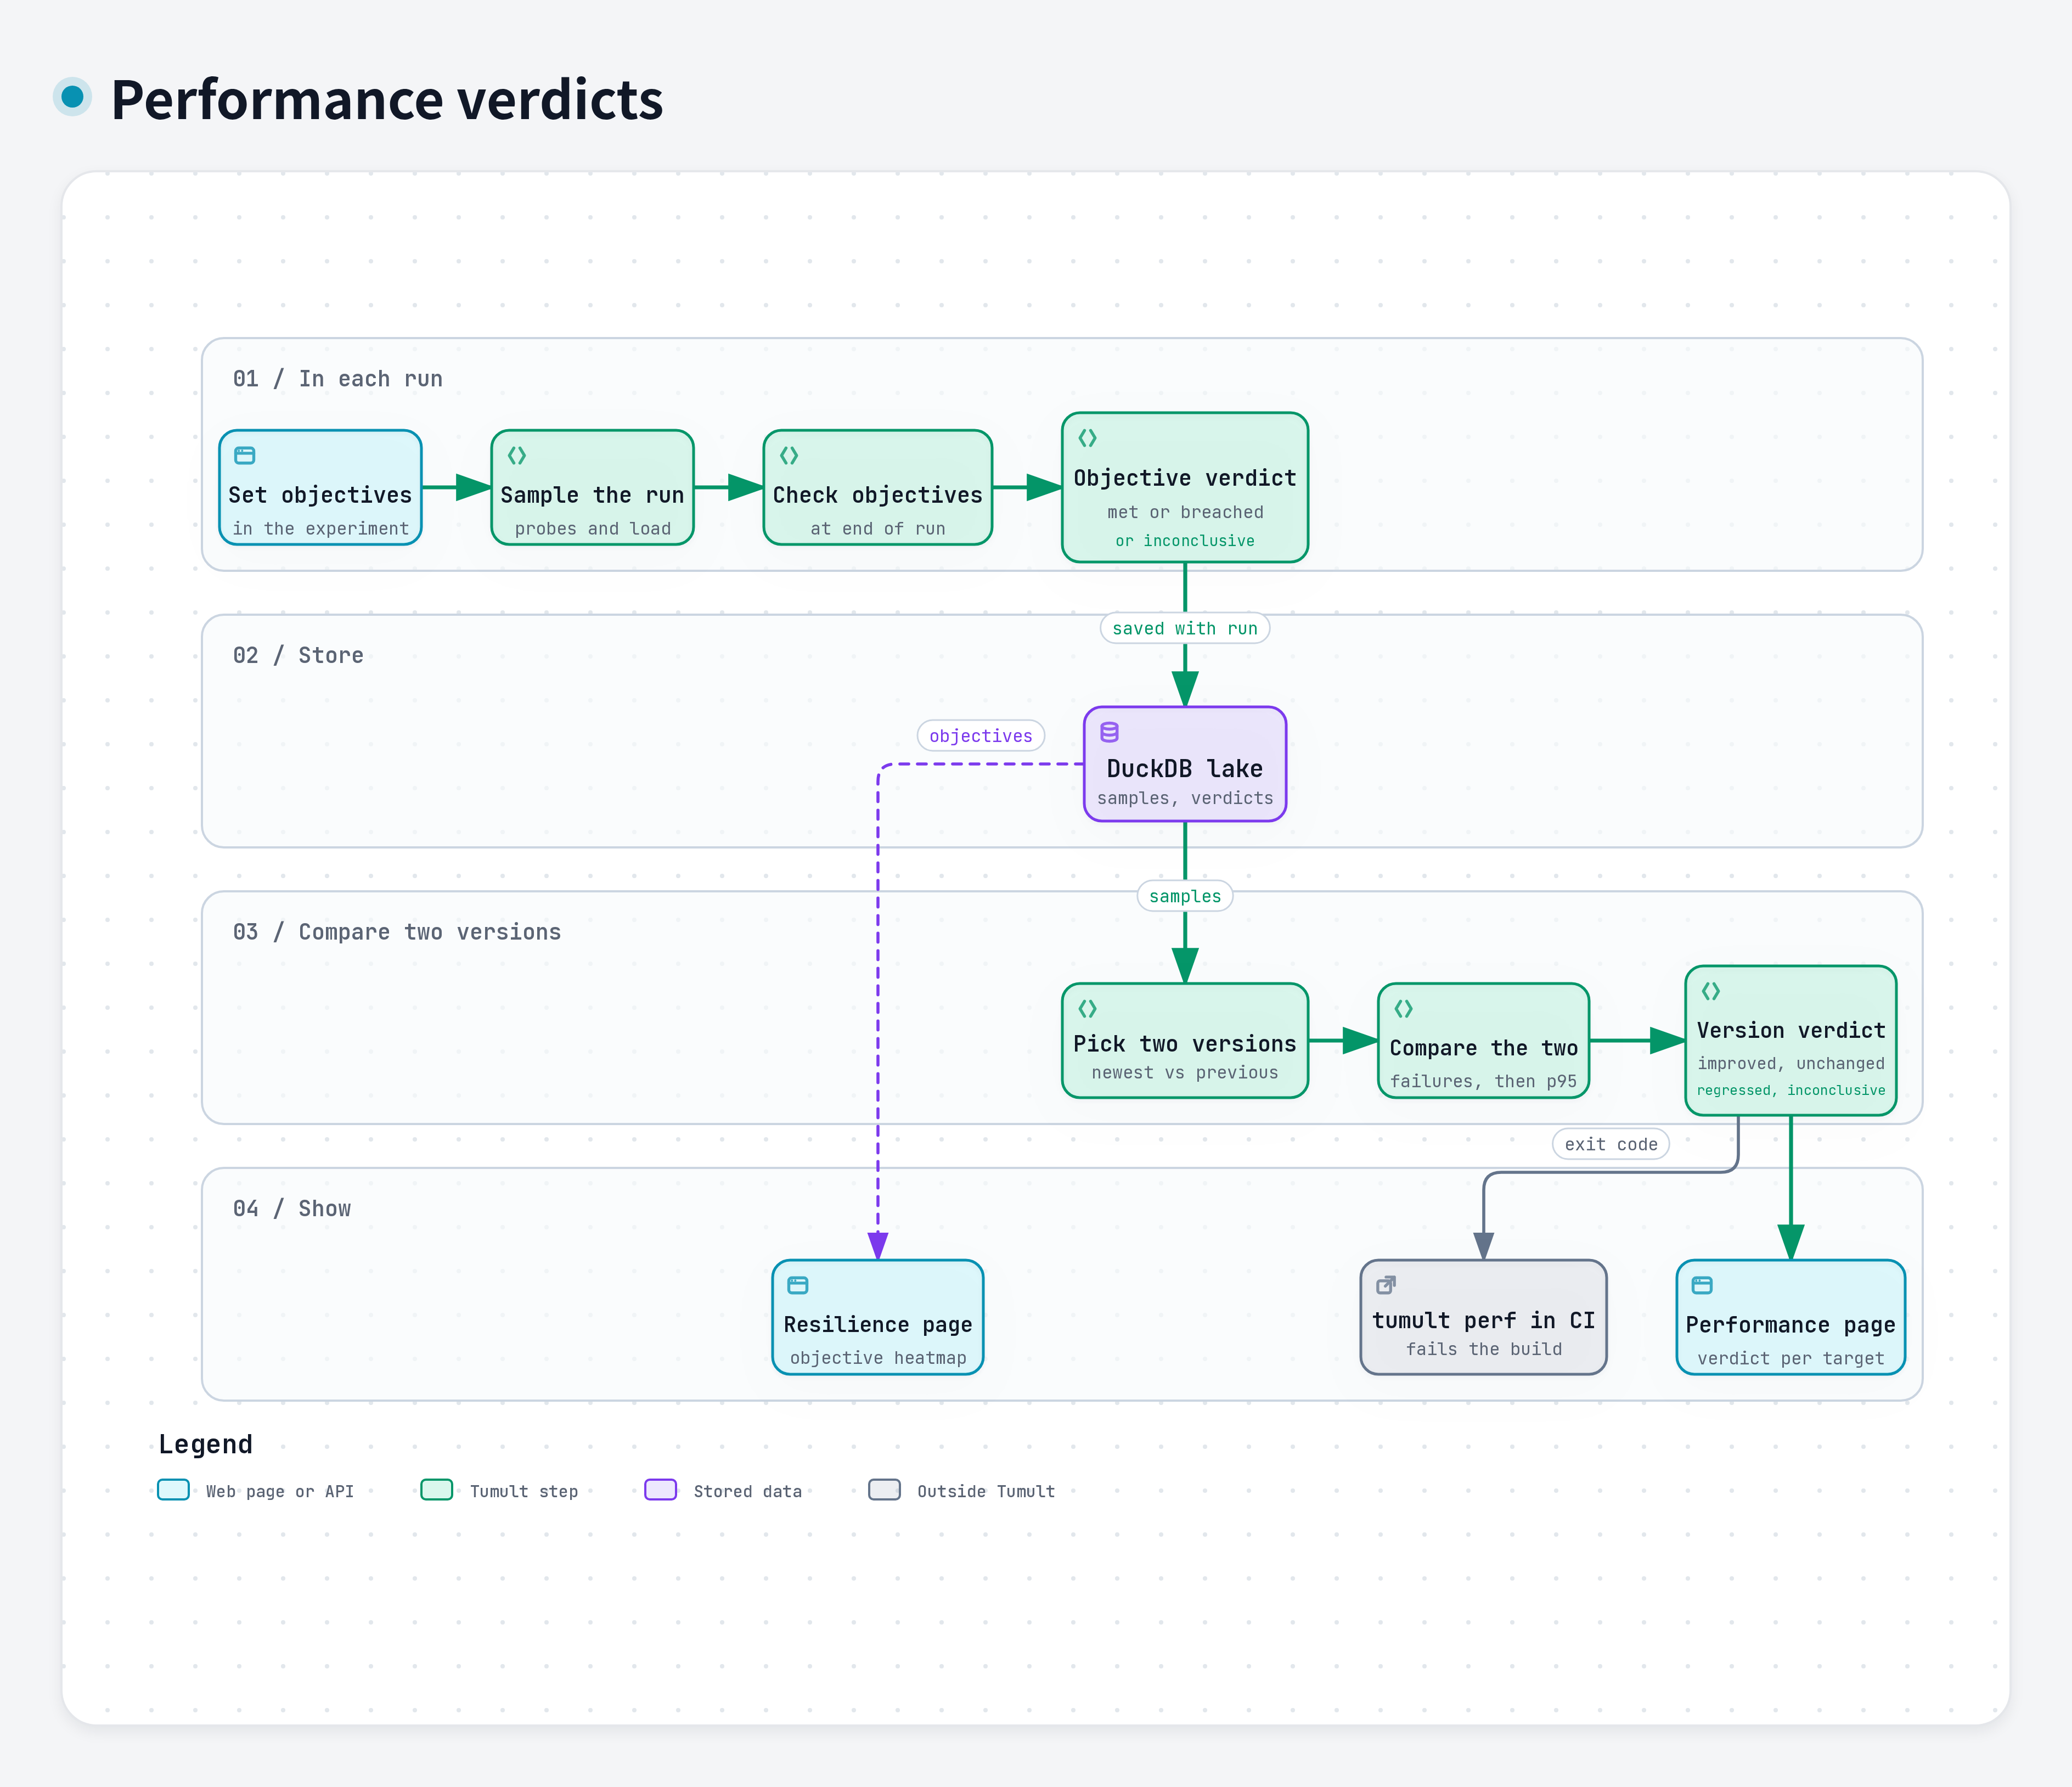 Performance verdicts
01 / In each run
Set objectives
in the experiment
Sample the run
probes and load
Check objectives
at end of run
Objective verdict
met or breached
or inconclusive
saved with run
02 / Store
objectives
DuckDB lake
samples, verdicts
samples
03 / Compare two versions
Pick two versions
newest vs previous
Compare the two
failures, then p95
Version verdict
improved, unchanged
regressed, inconclusive
exit code
04 / Show
Resilience page
objective heatmap
tumult perf in CI
fails the build
Performance page
verdict per target
Legend
Web page or API
Tumult step
Stored data
Outside Tumult